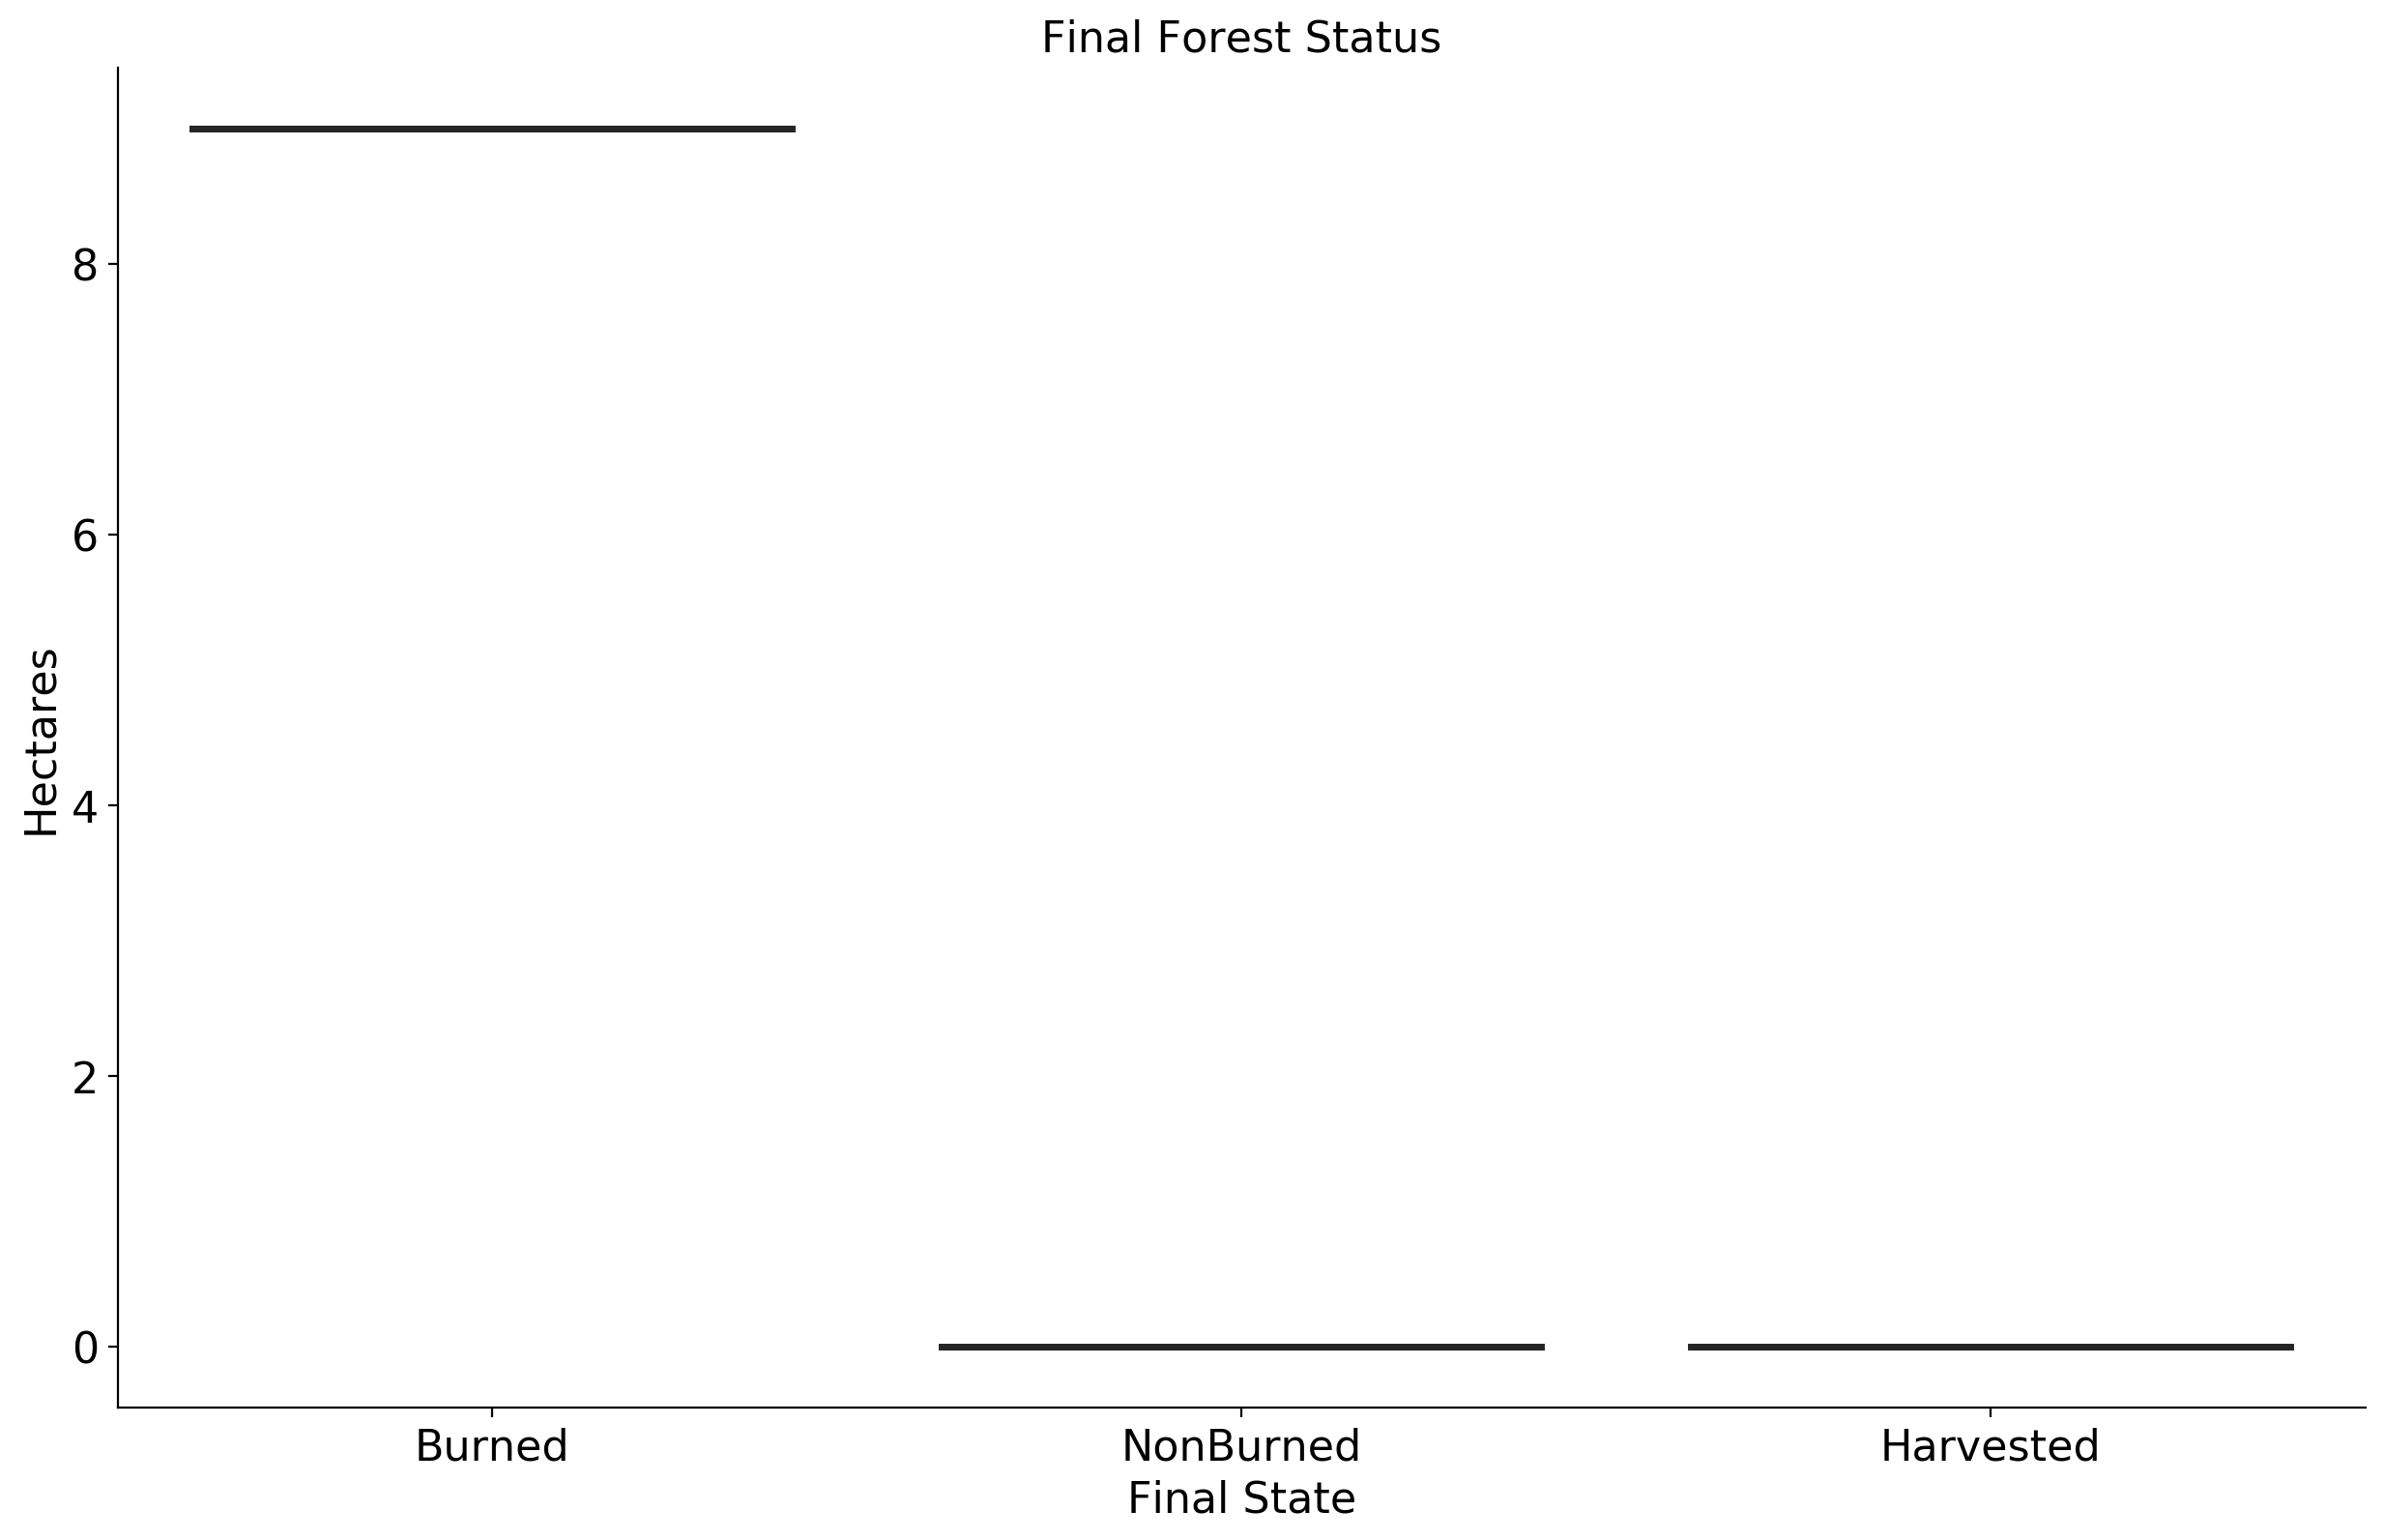 Final Forest Status
8
6
4
2
0
Hectares
Burned
NonBurned
Harvested
Final State